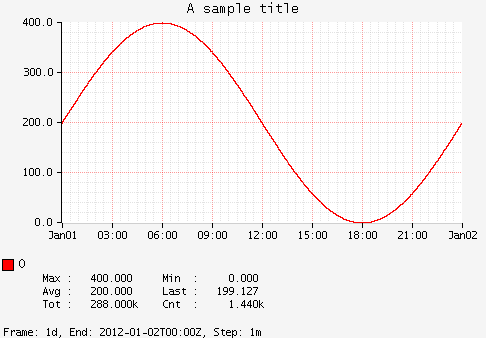 A sample title
400.0
300.0
200.0
100.0
0.0
Jan01 03:00 06:00 09:00 12:00 15:00 18:00 21:00 Jan02
0
Max : 400.000 Min : 0.000
Avg : 200.000 Last : 199.127
Tot : 288.000k Cnt : 1.440k
Frame: 1d, End: 2012-01-02T00:00Z, Step: 1m